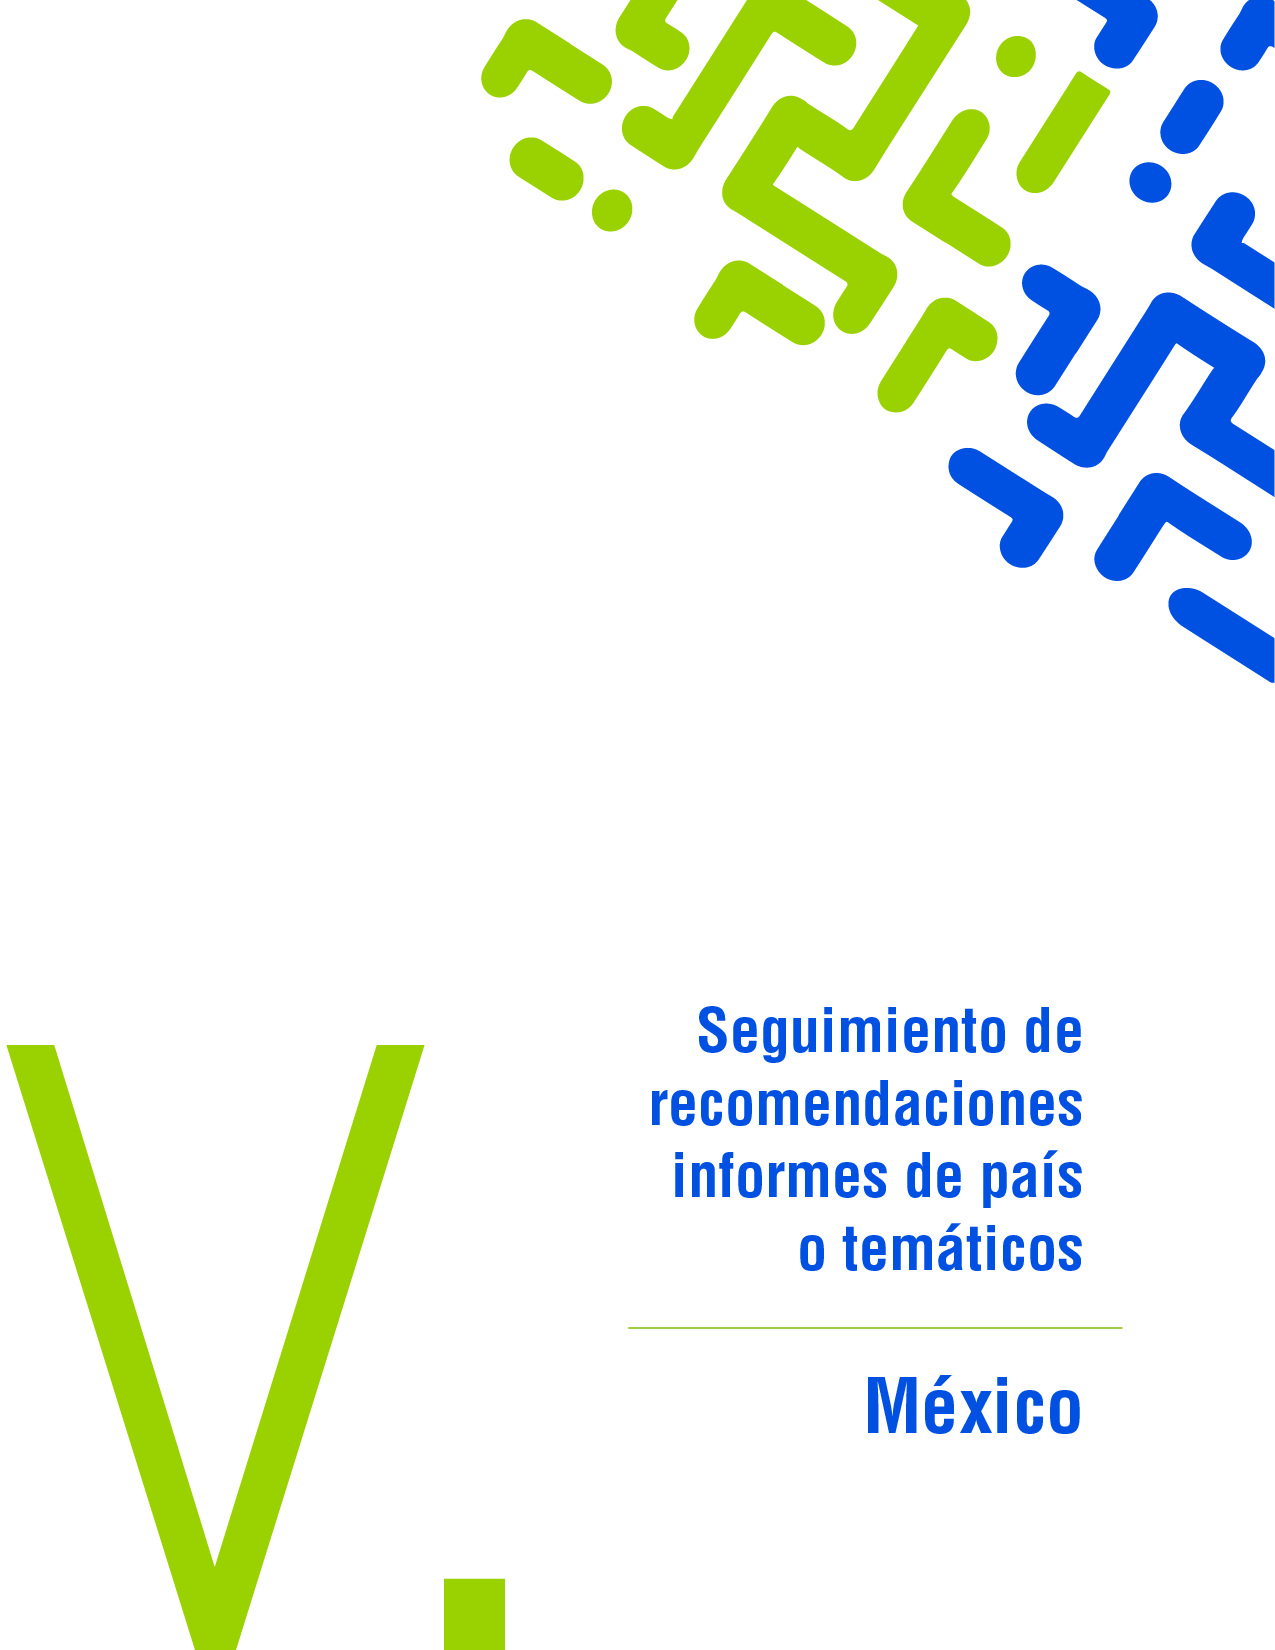 V.
Seguimiento de
recomendaciones
informes de país
o temáticos
México